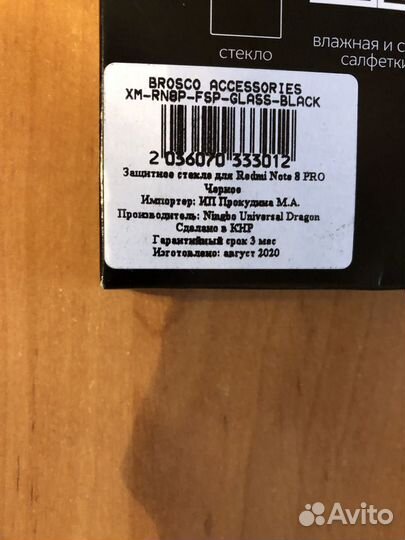 стекло
влажная и с
салфетки
BROSCO ACCESSORIES
XM-RN8P-FSP-GLASS-BLACK
2 036070 333012
Защитное стекло для Redmi Note 8 PRO
Черное
Импортер: ИП Прокудина М.А.
Производитель: Ningbo Universal Dragon
Сделано в КНР
Гарантийный срок 3 мес
Изготовлено: август 2020
Avito